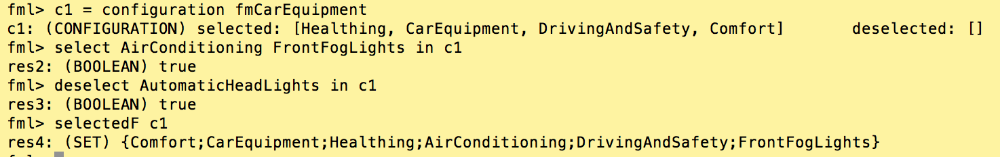 fml> c1 = configuration fmCarEquipment
c1: (CONFIGURATION) selected: [Healthing, CarEquipment, DrivingAndSafety, Comfort]       deselected: []
fml> select AirConditioning FrontFogLights in c1
res2: (BOOLEAN) true
fml> deselect AutomaticHeadLights in c1
res3: (BOOLEAN) true
fml> selectedF c1
res4: (SET) {Comfort;CarEquipment;Healthing;AirConditioning;DrivingAndSafety;FrontFogLights}